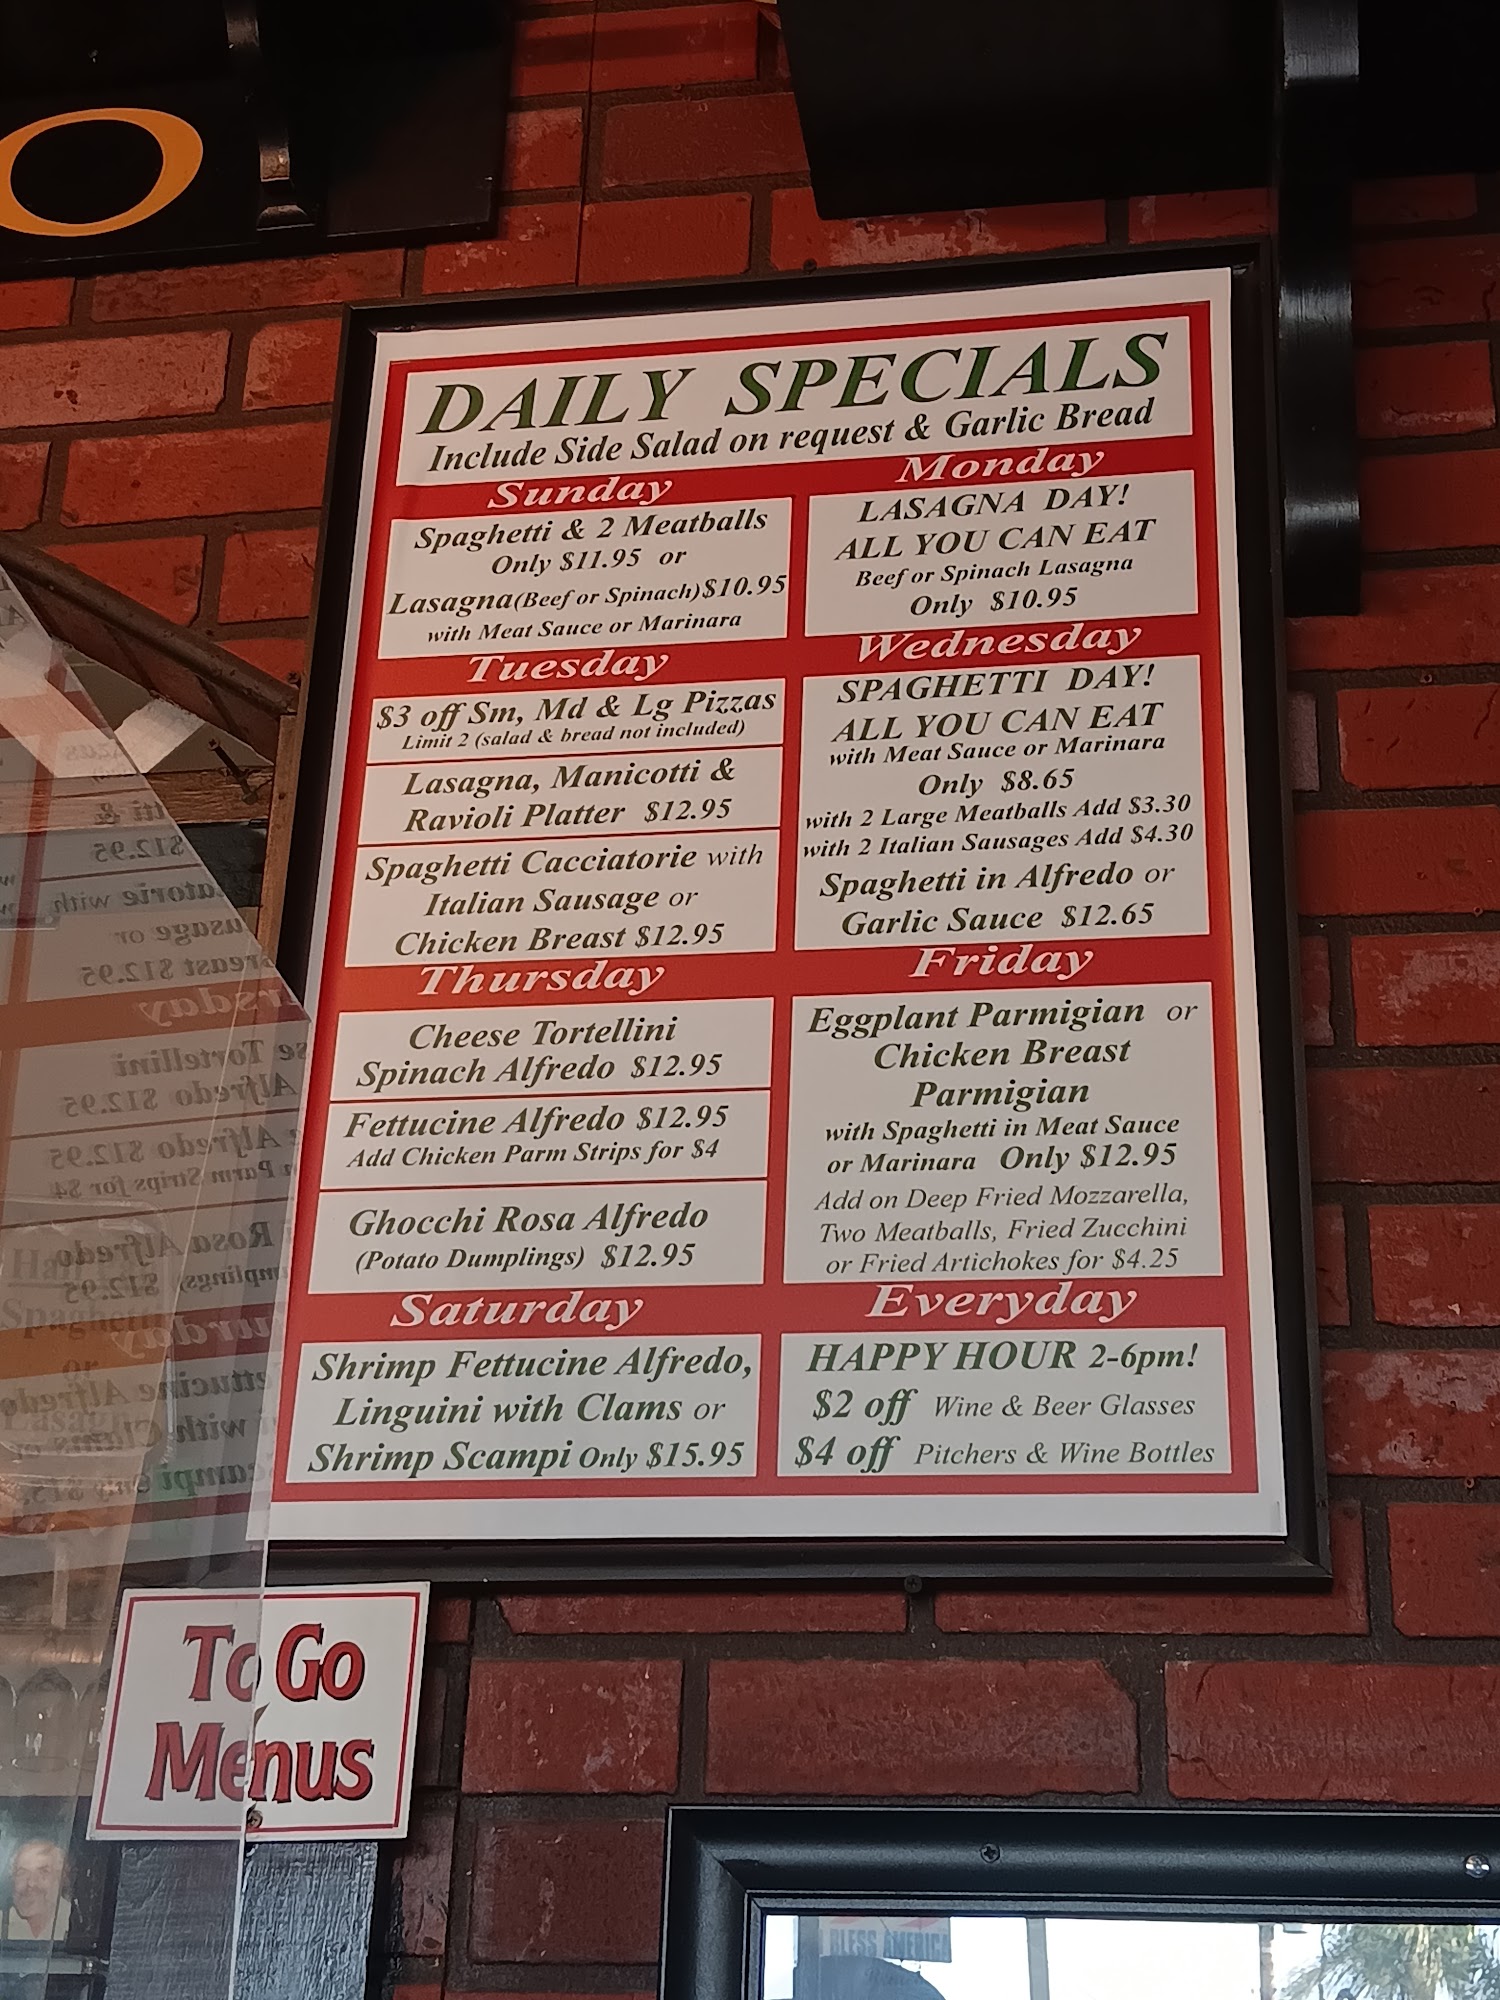 O
DAILY SPECIALS
Include Side Salad on request & Garlic Bread
Sunday
Spaghetti & 2 Meatballs
Only $11.95 or
Lasagna(Beef or Spinach)$10.95
with Meat Sauce or Marinara
Monday
LASAGNA DAY!
ALL YOU CAN EAT
Beef or Spinach Lasagna
Only $10.95
Tuesday
$3 off Sm, Md & Lg Pizzas
Limit 2 (salad & bread not included)
Lasagna, Manicotti &
Ravioli Platter $12.95
Spaghetti Cacciatorie with
Italian Sausage or
Chicken Breast $12.95
Wednesday
SPAGHETTI DAY!
ALL YOU CAN EAT
with Meat Sauce or Marinara
Only $8.65
with 2 Large Meatballs Add $3.30
with 2 Italian Sausages Add $4.30
Spaghetti in Alfredo or
Garlic Sauce $12.65
Thursday
Cheese Tortellini
Spinach Alfredo $12.95
Fettucine Alfredo $12.95
Add Chicken Parm Strips for $4
Ghocchi Rosa Alfredo
(Potato Dumplings) $12.95
Friday
Eggplant Parmigian or
Chicken Breast
Parmigian
with Spaghetti in Meat Sauce
or Marinara Only $12.95
Add on Deep Fried Mozzarella,
Two Meatballs, Fried Zucchini
or Fried Artichokes for $4.25
Saturday
Shrimp Fettucine Alfredo,
Linguini with Clams or
Shrimp Scampi Only $15.95
Everyday
HAPPY HOUR 2-6pm!
$2 off Wine & Beer Glasses
$4 off Pitchers & Wine Bottles
To Go
Menus
BLESS AMERICA